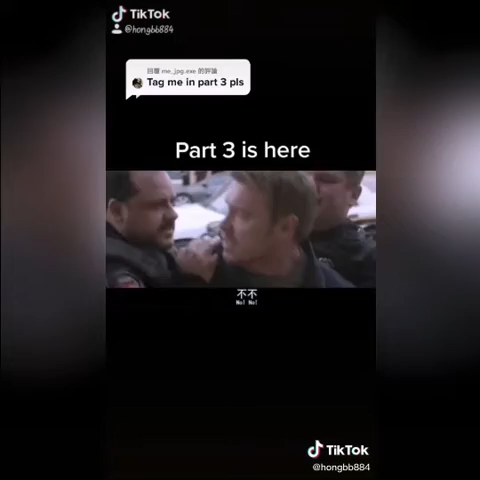 TikTok
@hongbb884
回覆 me_jpg.exe 的評論
Tag me in part 3 pls
Part 3 is here
不不
No! No!
TikTok
@hongbb884